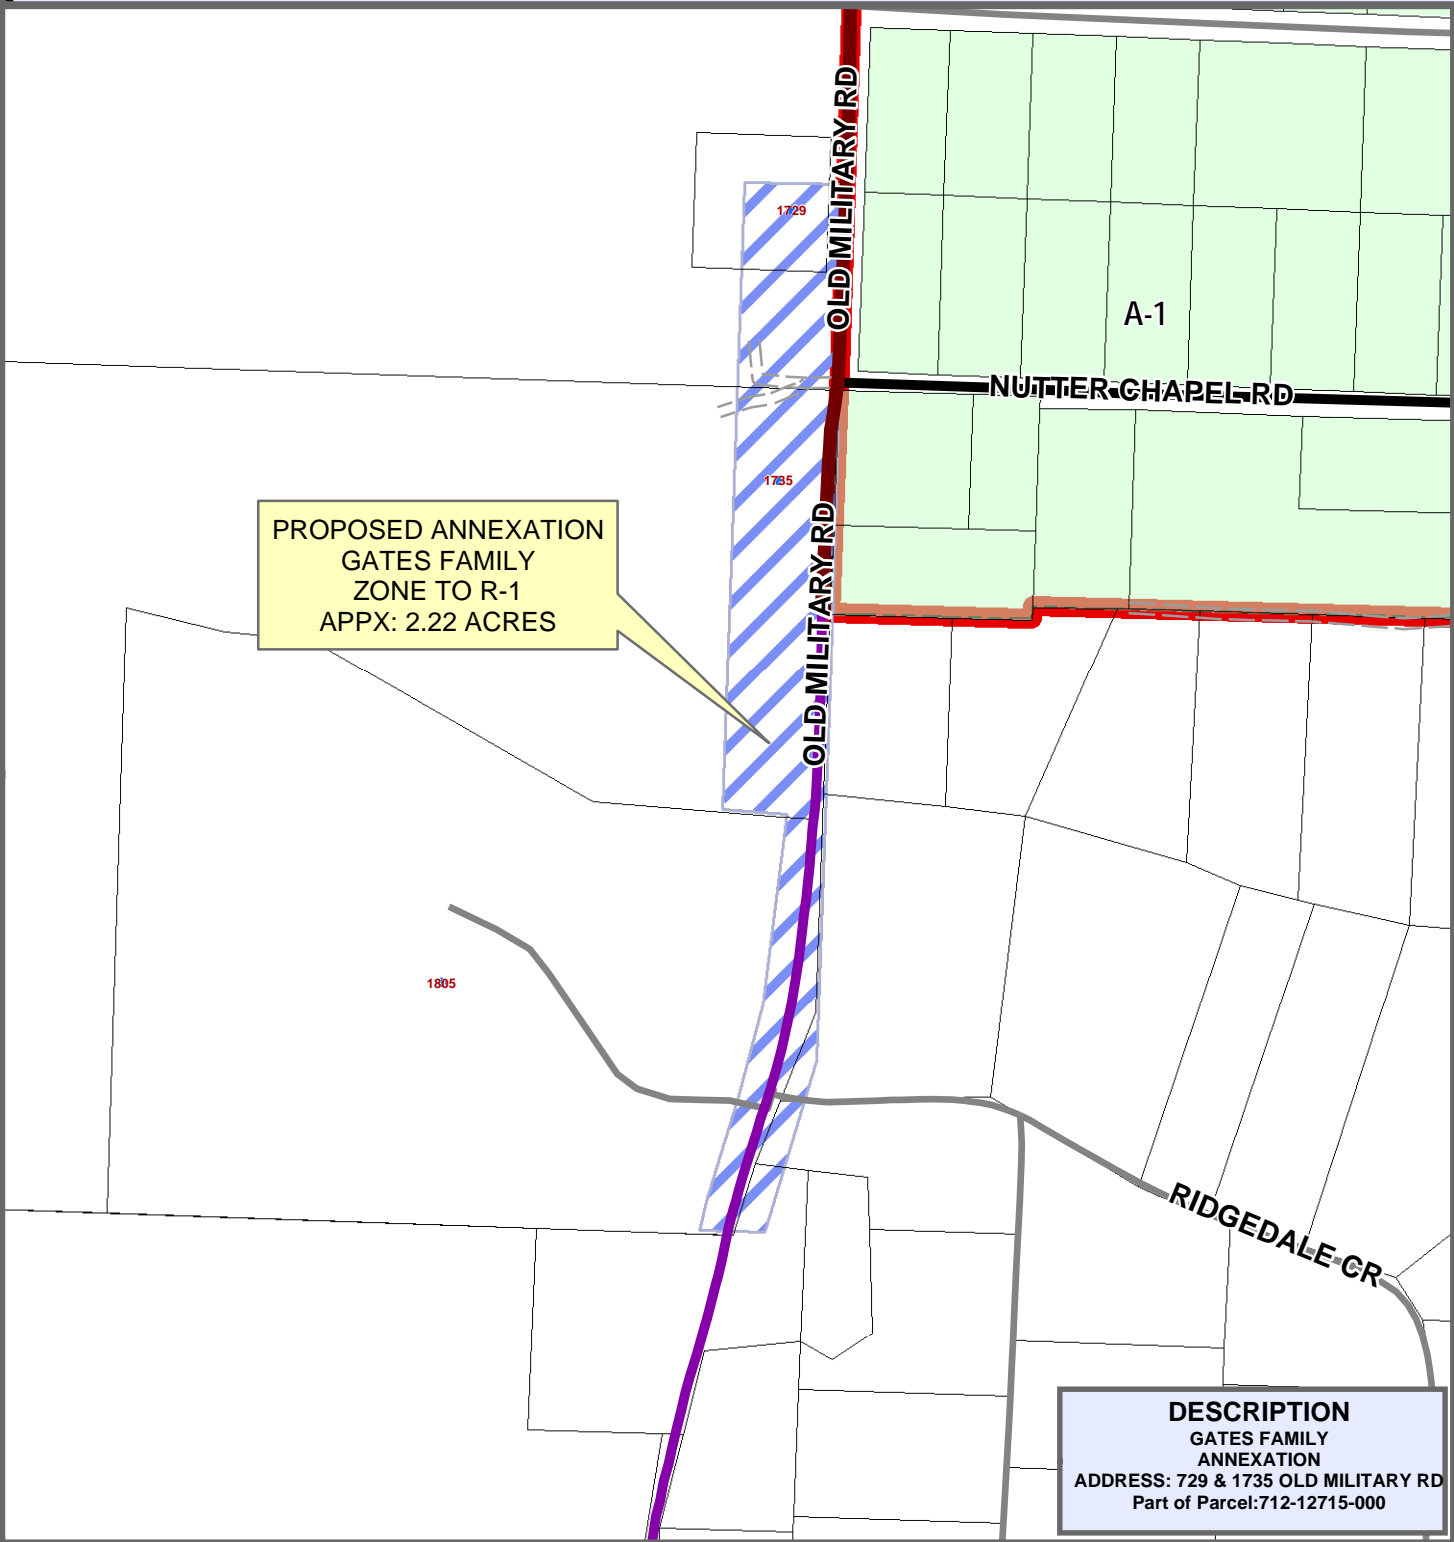 OLD MILITARY RD
1729
A-1
NUTTER CHAPEL RD
1735
PROPOSED ANNEXATION
GATES FAMILY
ZONE TO R-1
APPX: 2.22 ACRES
OLD MILITARY RD
1805
RIDGEDALE CR
DESCRIPTION
GATES FAMILY
ANNEXATION
ADDRESS: 729 & 1735 OLD MILITARY RD
Part of Parcel:712-12715-000